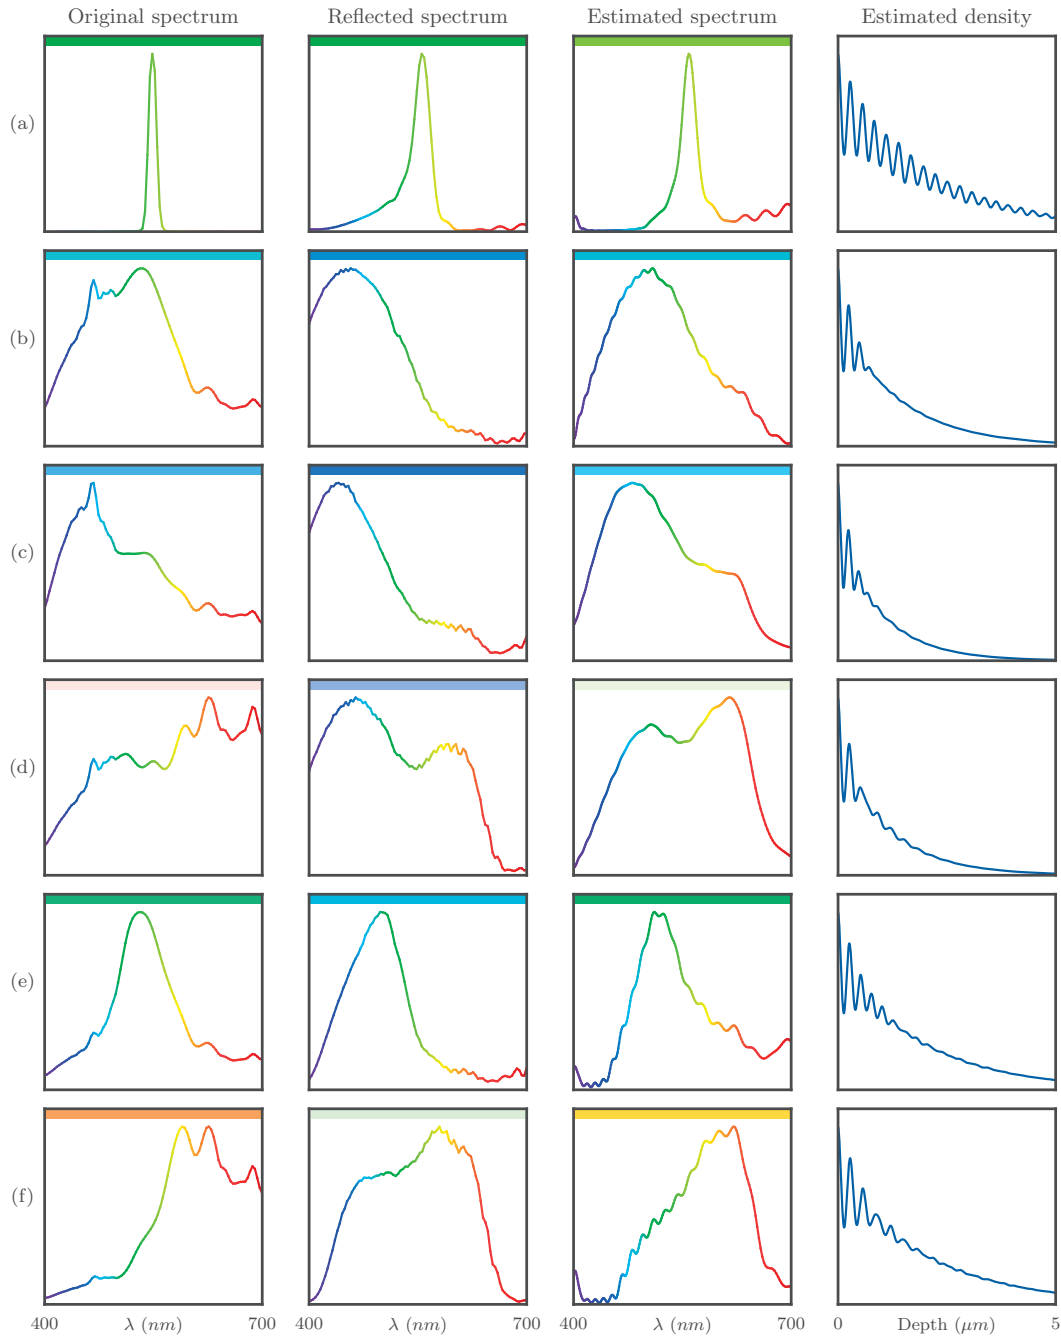 Original spectrum Reflected spectrum Estimated spectrum Estimated density
(a)
(b)
(c)
(d)
(e)
(f)
400 λ (nm) 700 400 λ (nm) 700 400 λ (nm) 700 0 Depth (μm) 5